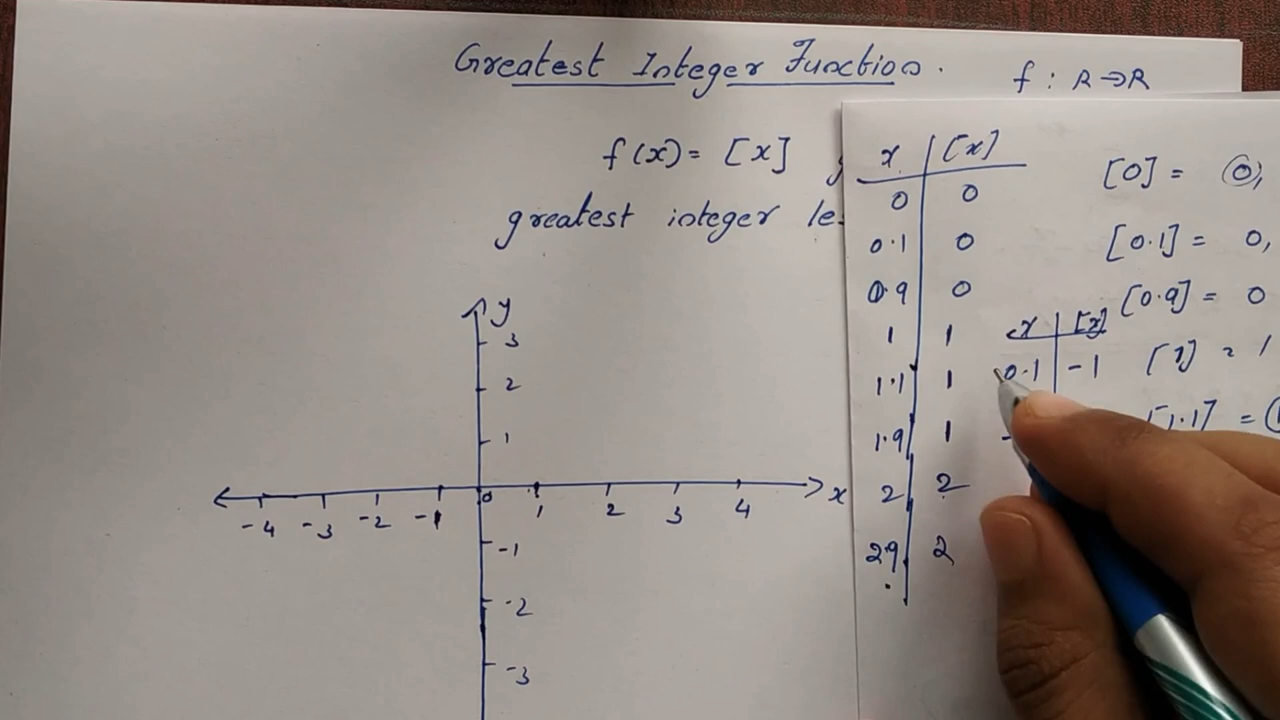 Greatest Integer Function.
f : R → R
f(x) = [x]
greatest integer le
y
3
2
1
-4 -3 -2 -1 0 1 2 3 4 x
-1
-2
-3
x | [x]
0 | 0
0.1 | 0
0.9 | 0
1 | 1
1.1 | 1
1.9 | 1
2 | 2
2.9 | 2
x | [x]
0.1 | -1
[0] = 0,
[0.1] = 0,
[0.9] = 0
[1] = 1
[1.1] =